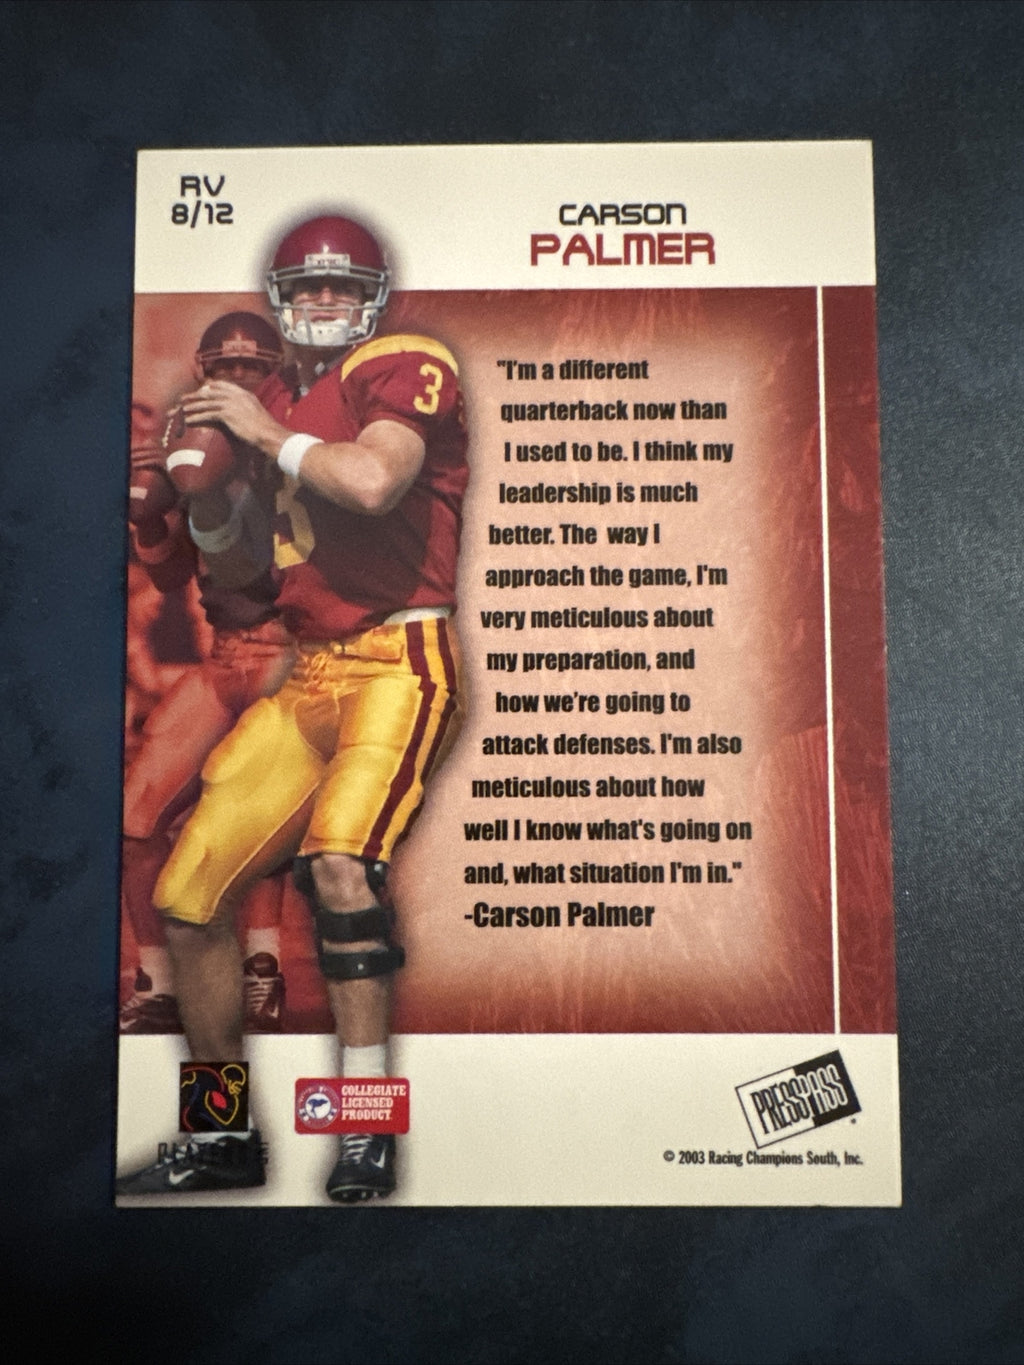 RV
8/12
CARSON
PALMER
3
"I'm a different
quarterback now than
I used to be. I think my
leadership is much
better. The way I
approach the game, I'm
very meticulous about
my preparation, and
how we're going to
attack defenses. I'm also
meticulous about how
well I know what's going on
and, what situation I'm in."
-Carson Palmer
3
COLLEGIATE
LICENSED
PRODUCT
PRESS PASS
© 2003 Racing Champions South, Inc.